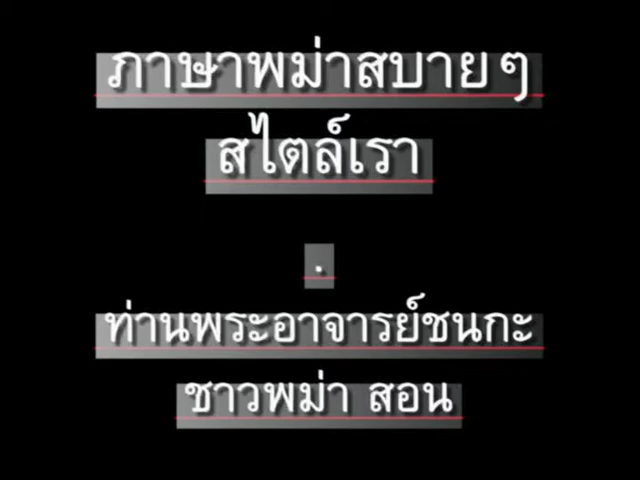 ภาษาพม่าสบายๆ
สไตล์เรา
.
ท่านพระอาจารย์ชนกะ
ชาวพม่า สอน